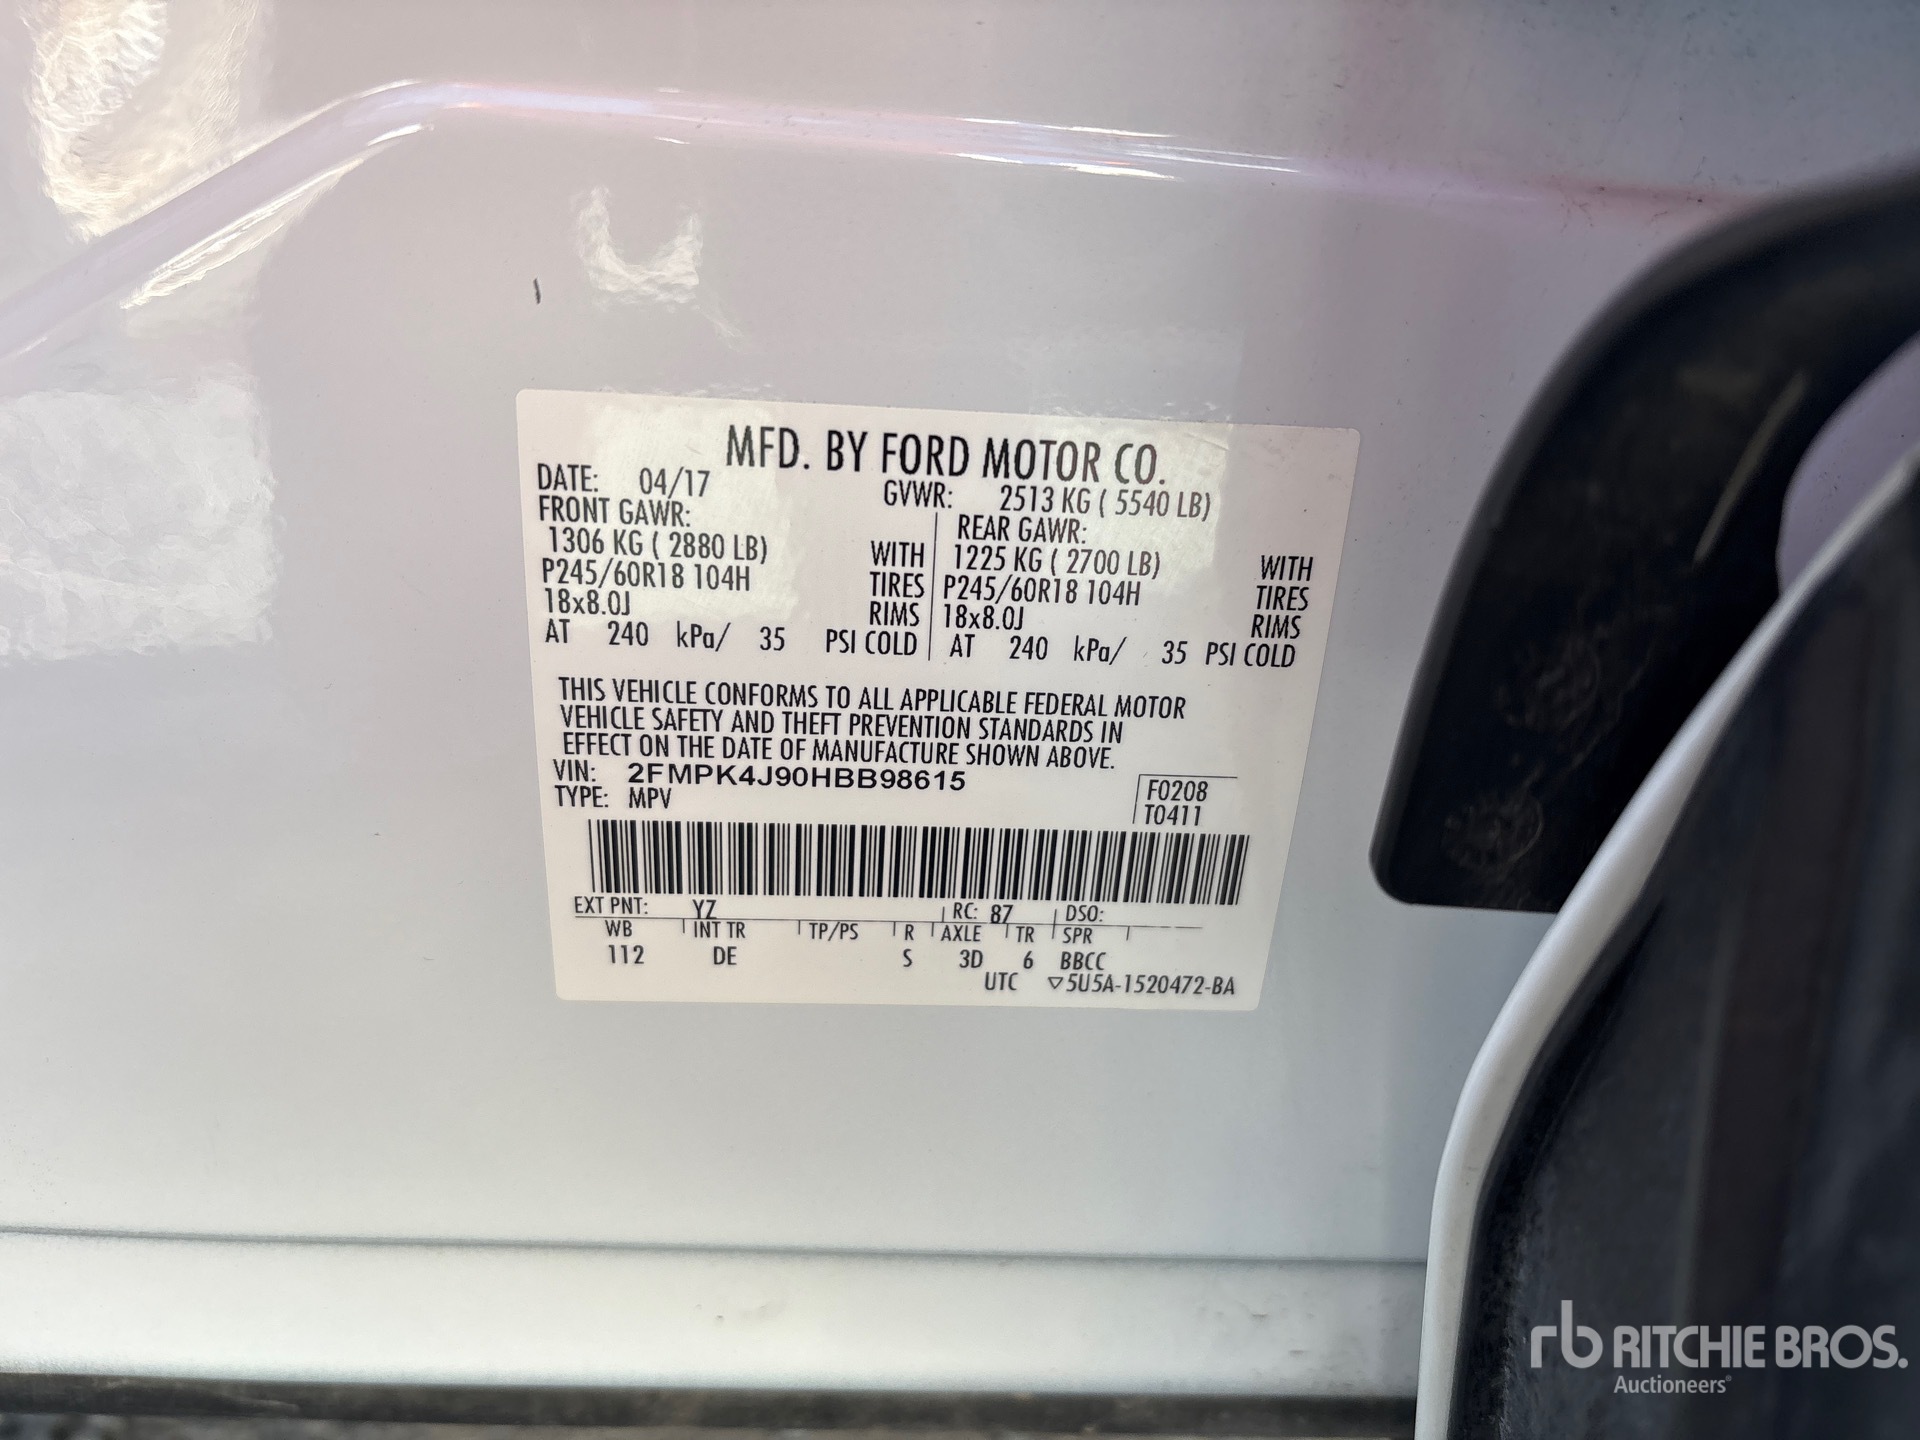 MFD. BY FORD MOTOR CO.
DATE: 04/17 GVWR: 2513 KG ( 5540 LB)
FRONT GAWR: REAR GAWR:
1306 KG ( 2880 LB) WITH 1225 KG ( 2700 LB) WITH
P245/60R18 104H TIRES P245/60R18 104H TIRES
18x8.0J RIMS 18x8.0J RIMS
AT 240 kPa/ 35 PSI COLD AT 240 kPa/ 35 PSI COLD
THIS VEHICLE CONFORMS TO ALL APPLICABLE FEDERAL MOTOR
VEHICLE SAFETY AND THEFT PREVENTION STANDARDS IN
EFFECT ON THE DATE OF MANUFACTURE SHOWN ABOVE.
VIN: 2FMPK4J90HBB98615
TYPE: MPV
F0208
T0411
EXT PNT: YZ RC: 87 DSO:
WB INT TR TP/PS R AXLE TR SPR
112 DE S 3D 6 BBCC
UTC ▽5U5A-1520472-BA
rb RITCHIE BROS.
Auctioneers®